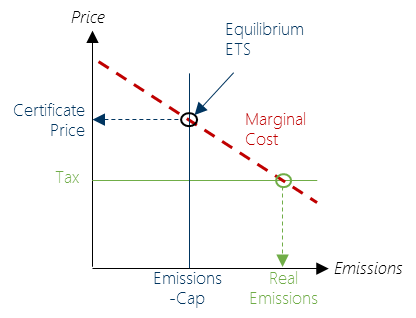 Price
Equilibrium
ETS
Certificate
Price
Marginal
Cost
Tax
Emissions
Emissions
-Cap
Real
Emissions